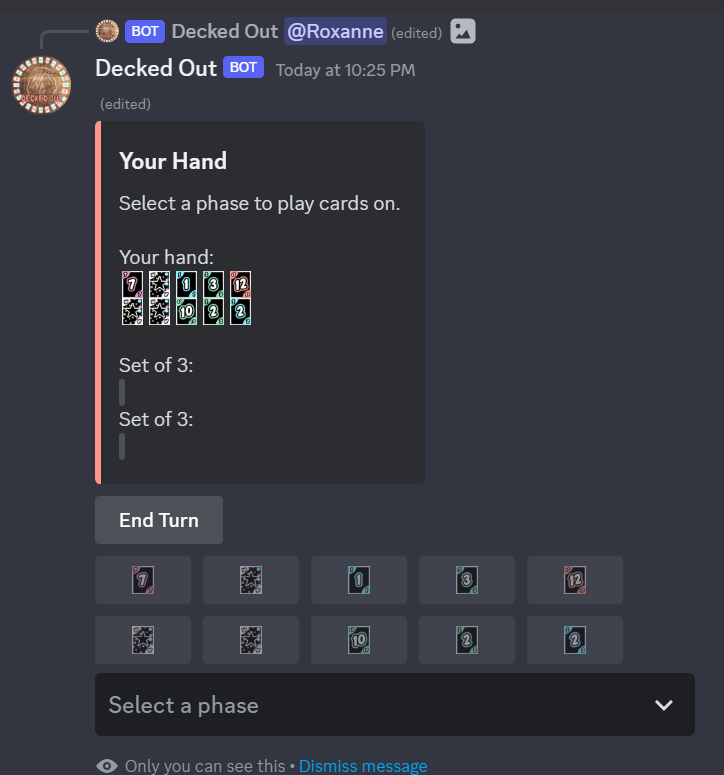 BOT Decked Out @Roxanne (edited)
Decked Out BOT Today at 10:25 PM
DECKED OUT
(edited)
Your Hand
Select a phase to play cards on.
Your hand:
7 1 3 12
10 2 2
Set of 3:
Set of 3:
End Turn
7 1 3 12
10 2 2
Select a phase
Only you can see this • Dismiss message